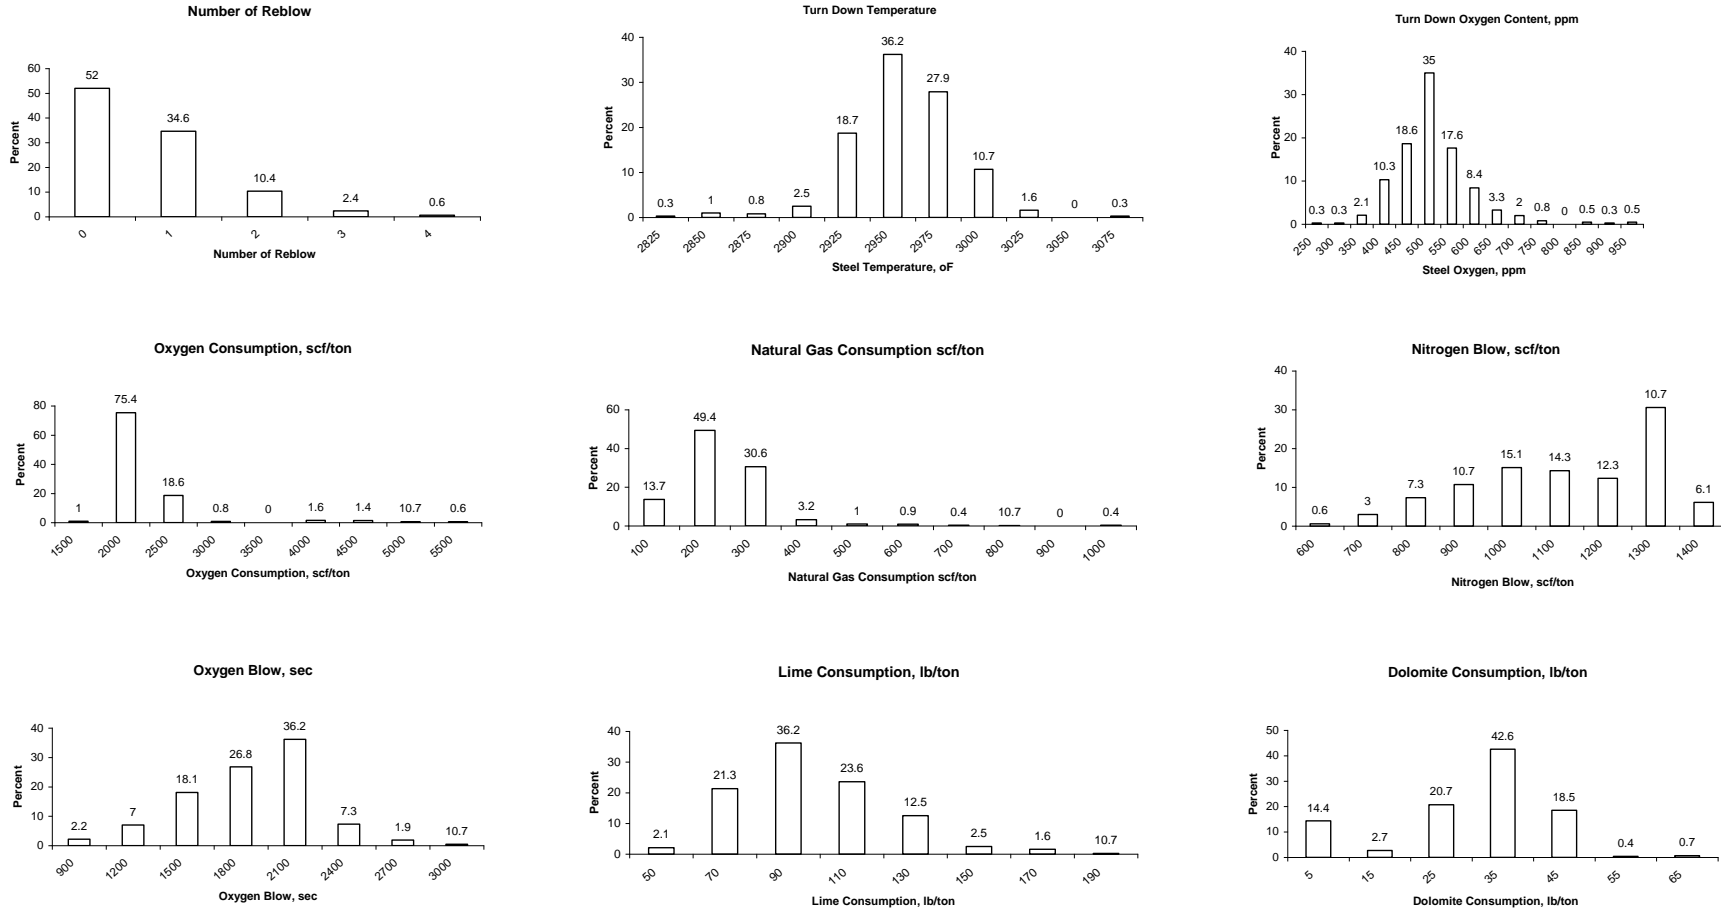 Number of Reblow
60
50
40
30
20
10
0
Percent
52
34.6
10.4
2.4
0.6
0 1 2 3 4
Number of Reblow
Turn Down Temperature
40
30
20
10
0
Percent
0.3 1 0.8 2.5 18.7 36.2 27.9 10.7 1.6 0 0.3
2825 2850 2875 2900 2925 2950 2975 3000 3025 3050 3075
Steel Temperature, oF
Turn Down Oxygen Content, ppm
40
30
20
10
0
Percent
0.3 0.3 2.1 10.3 18.6 35 17.6 8.4 3.3 2 0.8 0 0.5 0.3 0.5
250 300 350 400 450 500 550 600 650 700 750 800 850 900 950
Steel Oxygen, ppm
Oxygen Consumption, scf/ton
80
60
40
20
0
Percent
1 75.4 18.6 0.8 0 1.6 1.4 10.7 0.6
1500 2000 2500 3000 3500 4000 4500 5000 5500
Oxygen Consumption, scf/ton
Natural Gas Consumption scf/ton
60
40
20
0
Percent
13.7 49.4 30.6 3.2 1 0.9 0.4 10.7 0 0.4
100 200 300 400 500 600 700 800 900 1000
Natural Gas Consumption scf/ton
Nitrogen Blow, scf/ton
40
30
20
10
0
Percent
0.6 3 7.3 10.7 15.1 14.3 12.3 10.7 6.1
600 700 800 900 1000 1100 1200 1300 1400
Nitrogen Blow, scf/ton
Oxygen Blow, sec
40
30
20
10
0
Percent
2.2 7 18.1 26.8 36.2 7.3 1.9 10.7
900 1200 1500 1800 2100 2400 2700 3000
Oxygen Blow, sec
Lime Consumption, lb/ton
40
30
20
10
0
Percent
2.1 21.3 36.2 23.6 12.5 2.5 1.6 10.7
50 70 90 110 130 150 170 190
Lime Consumption, lb/ton
Dolomite Consumption, lb/ton
50
40
30
20
10
0
Percent
14.4 2.7 20.7 42.6 18.5 0.4 0.7
5 15 25 35 45 55 65
Dolomite Consumption, lb/ton